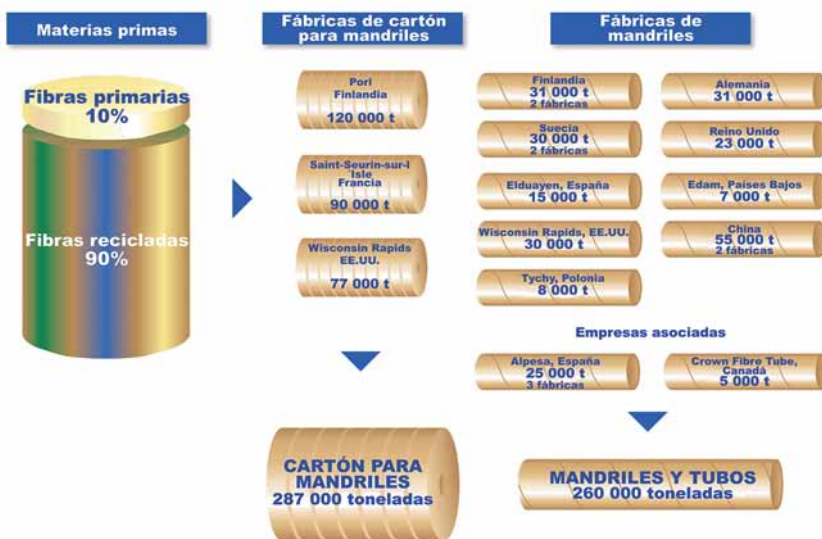 Materias primas
Fábricas de cartón
para mandriles
Fábricas de
mandriles
Fibras primarias
10%
Fibras recicladas
90%
Pori
Finlandia
120 000 t
Saint-Seurin-sur-l
Isle
Francia
90 000 t
Wisconsin Rapids
EE.UU.
77 000 t
CARTÓN PARA
MANDRILES
287 000 toneladas
Finlandia
31 000 t
2 fábricas
Alemania
31 000 t
Suecia
30 000 t
2 fábricas
Reino Unido
23 000 t
Elduayen, España
15 000 t
Edam, Países Bajos
7 000 t
Wisconsin Rapids, EE.UU.
30 000 t
China
55 000 t
2 fábricas
Tychy, Polonia
8 000 t
Empresas asociadas
Alpesa, España
25 000 t
3 fábricas
Crown Fibre Tube,
Canadá
5 000 t
MANDRILES Y TUBOS
260 000 toneladas